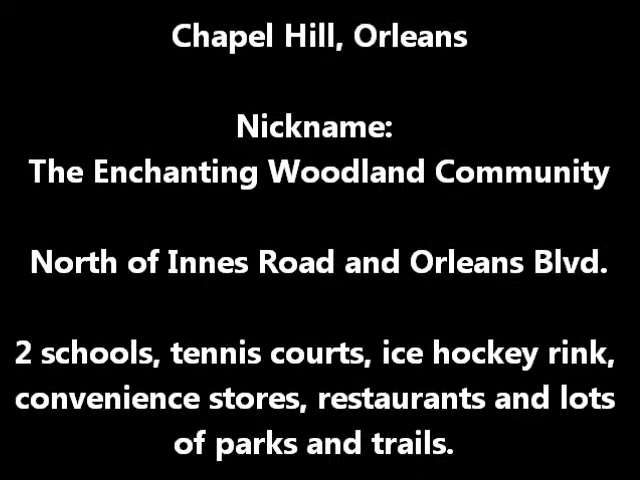 Chapel Hill, Orleans
Nickname:
The Enchanting Woodland Community
North of Innes Road and Orleans Blvd.
2 schools, tennis courts, ice hockey rink,
convenience stores, restaurants and lots
of parks and trails.